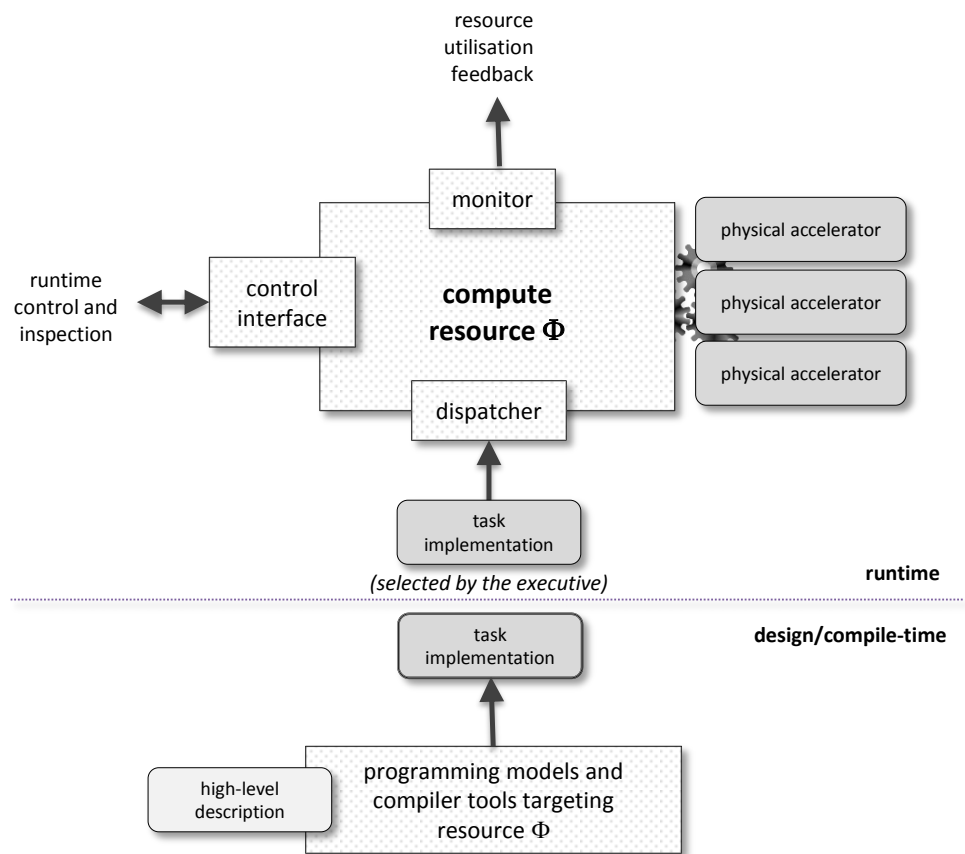 resource
utilisation
feedback
monitor
physical accelerator
runtime
control and
inspection
control
interface
compute
resource Φ
physical accelerator
physical accelerator
dispatcher
task
implementation
(selected by the executive)
runtime
task
implementation
design/compile-time
high-level
description
programming models and
compiler tools targeting
resource Φ